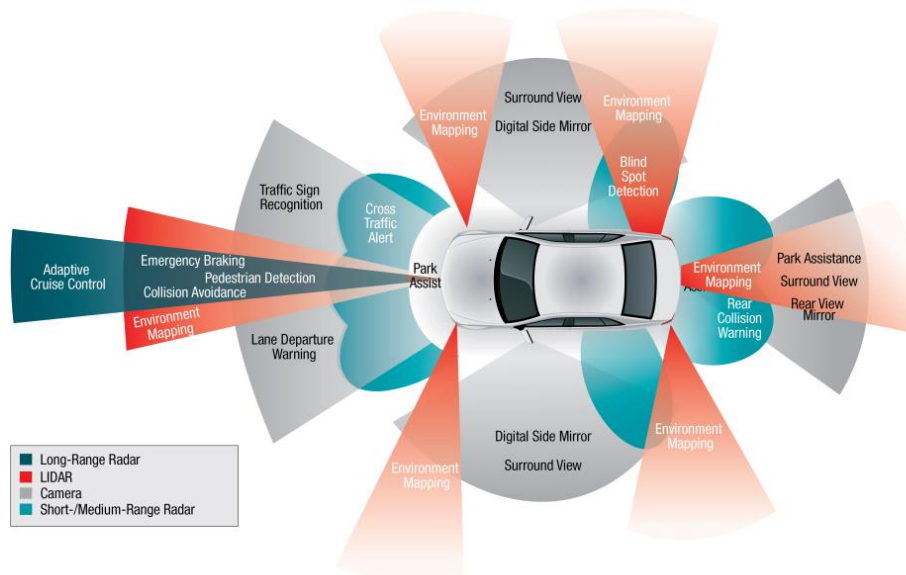 Surround View
Digital Side Mirror
Environment
Mapping
Environment
Mapping
Blind
Spot
Detection
Traffic Sign
Recognition
Cross
Traffic
Alert
Adaptive
Cruise Control
Emergency Braking
Pedestrian Detection
Collision Avoidance
Environment
Mapping
Park
Assist
Lane Departure
Warning
Environment
Mapping
Rear
Collision
Warning
Park Assistance
Surround View
Rear View
Mirror
Digital Side Mirror
Surround View
Environment
Mapping
Environment
Mapping
Long-Range Radar
LIDAR
Camera
Short-/Medium-Range Radar